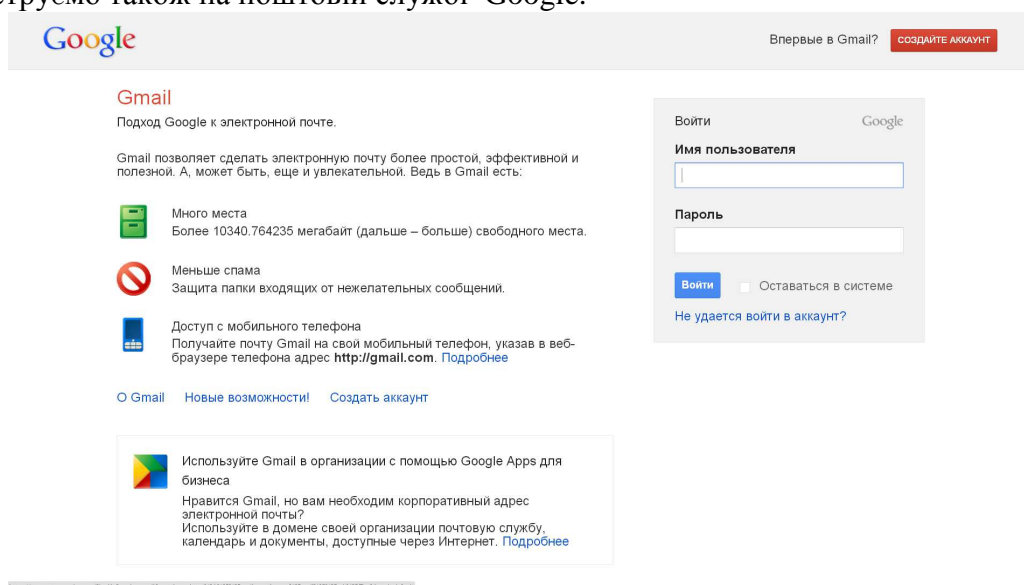 также на поштовій службі Google.
Google
Впервые в Gmail? СОЗДАЙТЕ АККАУНТ
Gmail
Подход Google к электронной почте.
Gmail позволяет сделать электронную почту более простой, эффективной и
полезной. А, может быть, еще и увлекательной. Ведь в Gmail есть:
Много места
Более 10340.764235 мегабайт (дальше – больше) свободного места.
Меньше спама
Защита папки входящих от нежелательных сообщений.
Доступ с мобильного телефона
Получайте почту Gmail на свой мобильный телефон, указав в веб-
браузере телефона адрес http://gmail.com. Подробнее
О Gmail Новые возможности! Создать аккаунт
Используйте Gmail в организации с помощью Google Apps для
бизнеса
Нравится Gmail, но вам необходим корпоративный адрес
электронной почты?
Используйте в домене своей организации почтовую службу,
календарь и документы, доступные через Интернет. Подробнее
Войти Google
Имя пользователя
Пароль
Войти Оставаться в системе
Не удается войти в аккаунт?